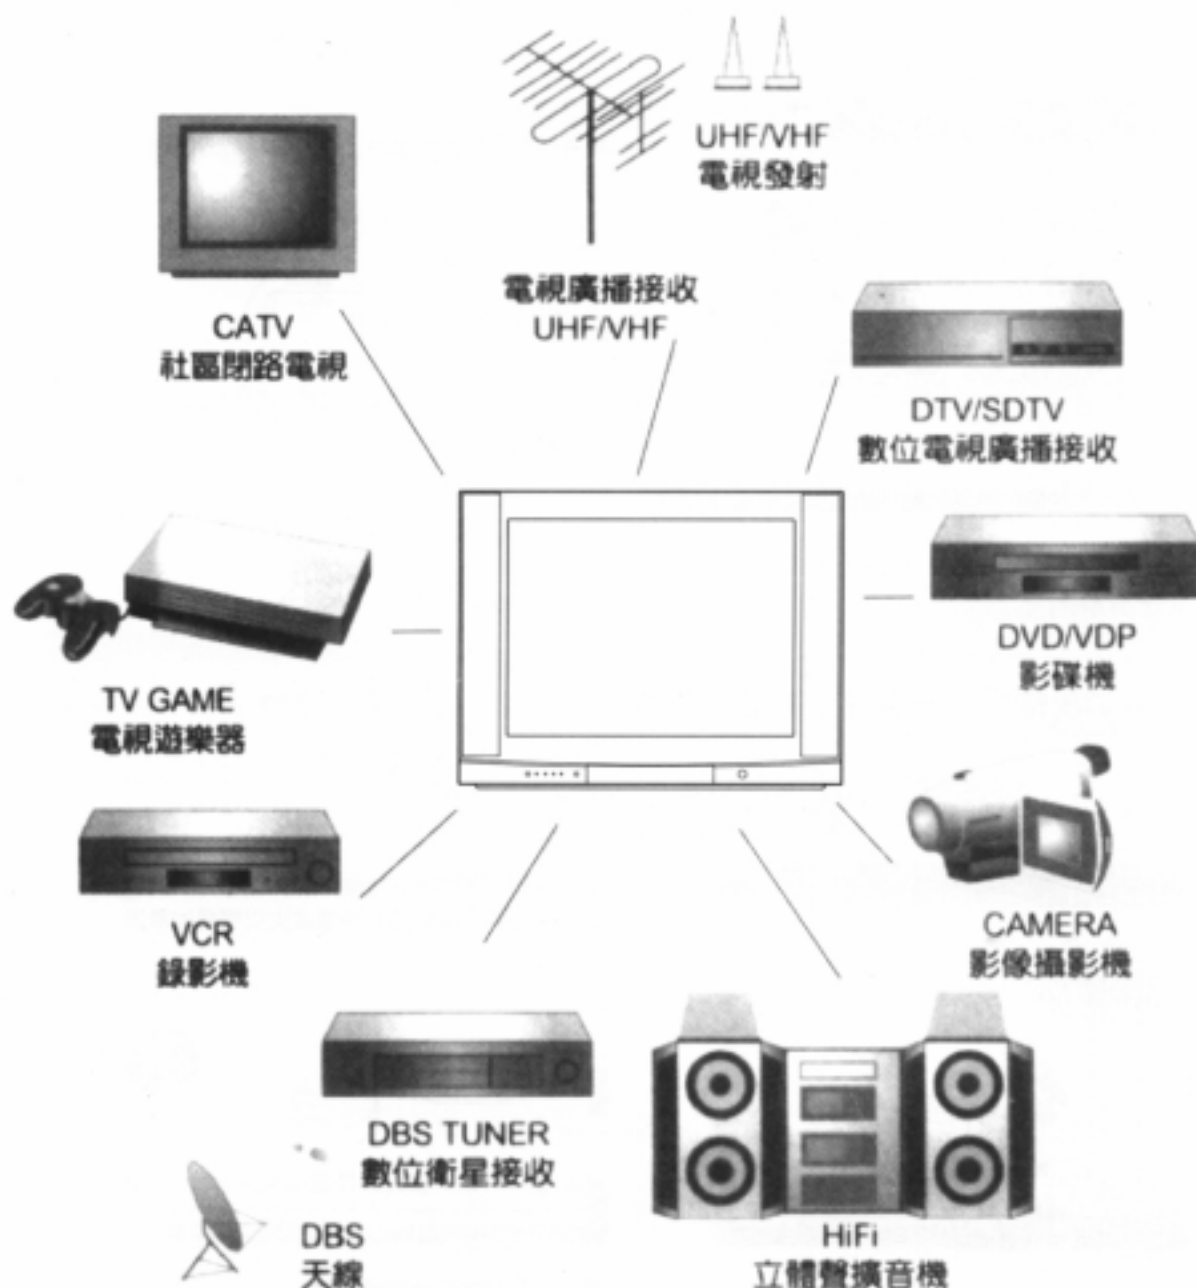 UHF/VHF
電視發射
電視廣播接收
UHF/VHF
CATV
社區閉路電視
DTV/SDTV
數位電視廣播接收
DVD/VDP
影碟機
TV GAME
電視遊樂器
CAMERA
影像攝影機
VCR
錄影機
DBS TUNER
數位衛星接收
DBS
天線
HiFi
立體聲擴音機